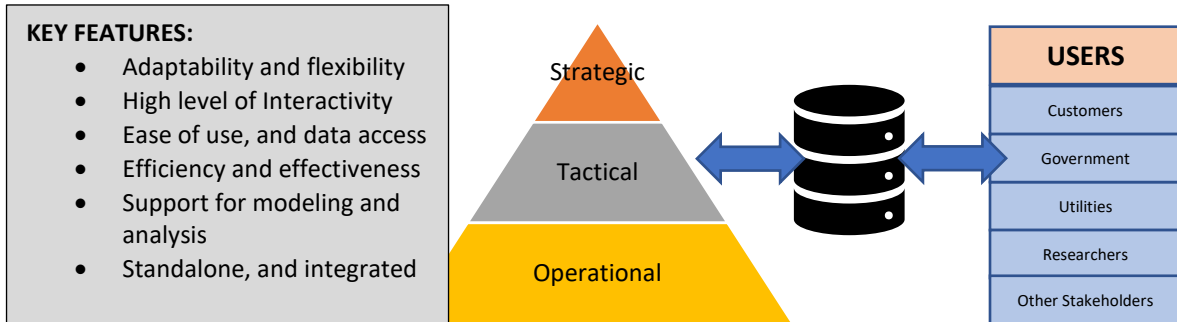 KEY FEATURES:
• Adaptability and flexibility
• High level of Interactivity
• Ease of use, and data access
• Efficiency and effectiveness
• Support for modeling and
analysis
• Standalone, and integrated
Strategic
Tactical
Operational
USERS
Customers
Government
Utilities
Researchers
Other Stakeholders